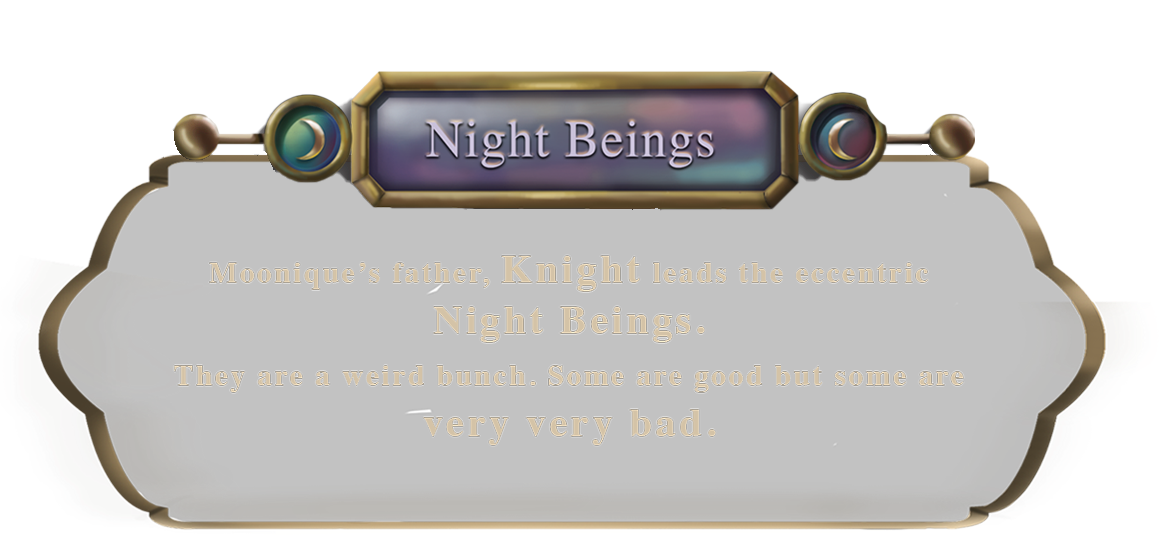 Night Beings
Moonique’s father, Knight leads the eccentric
Night Beings.
They are a weird bunch. Some are good but some are
very very bad.